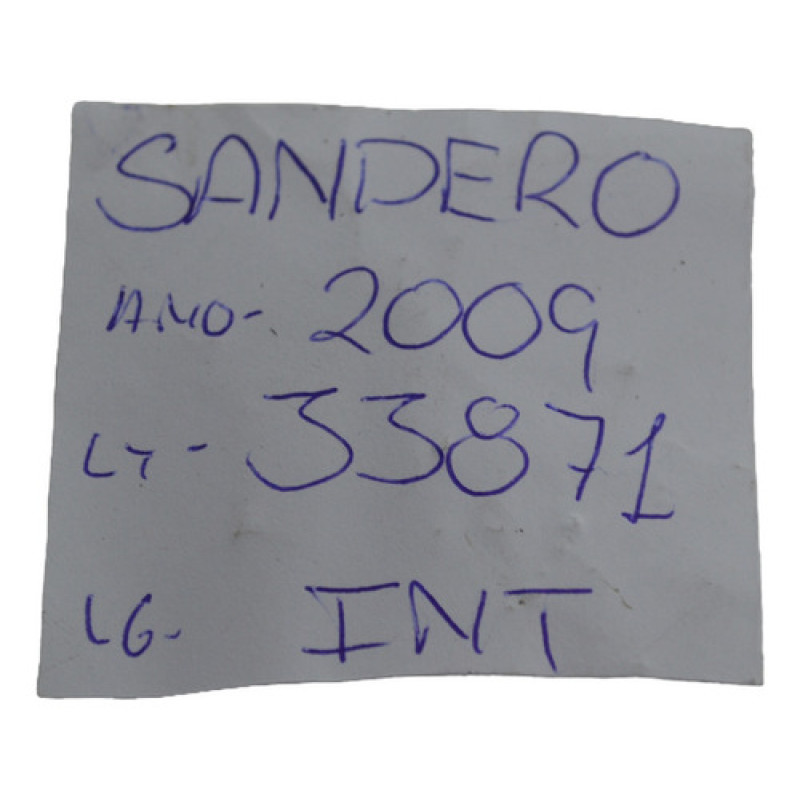 SANDERO
ANO- 2009
LT- 33871
LG- INT